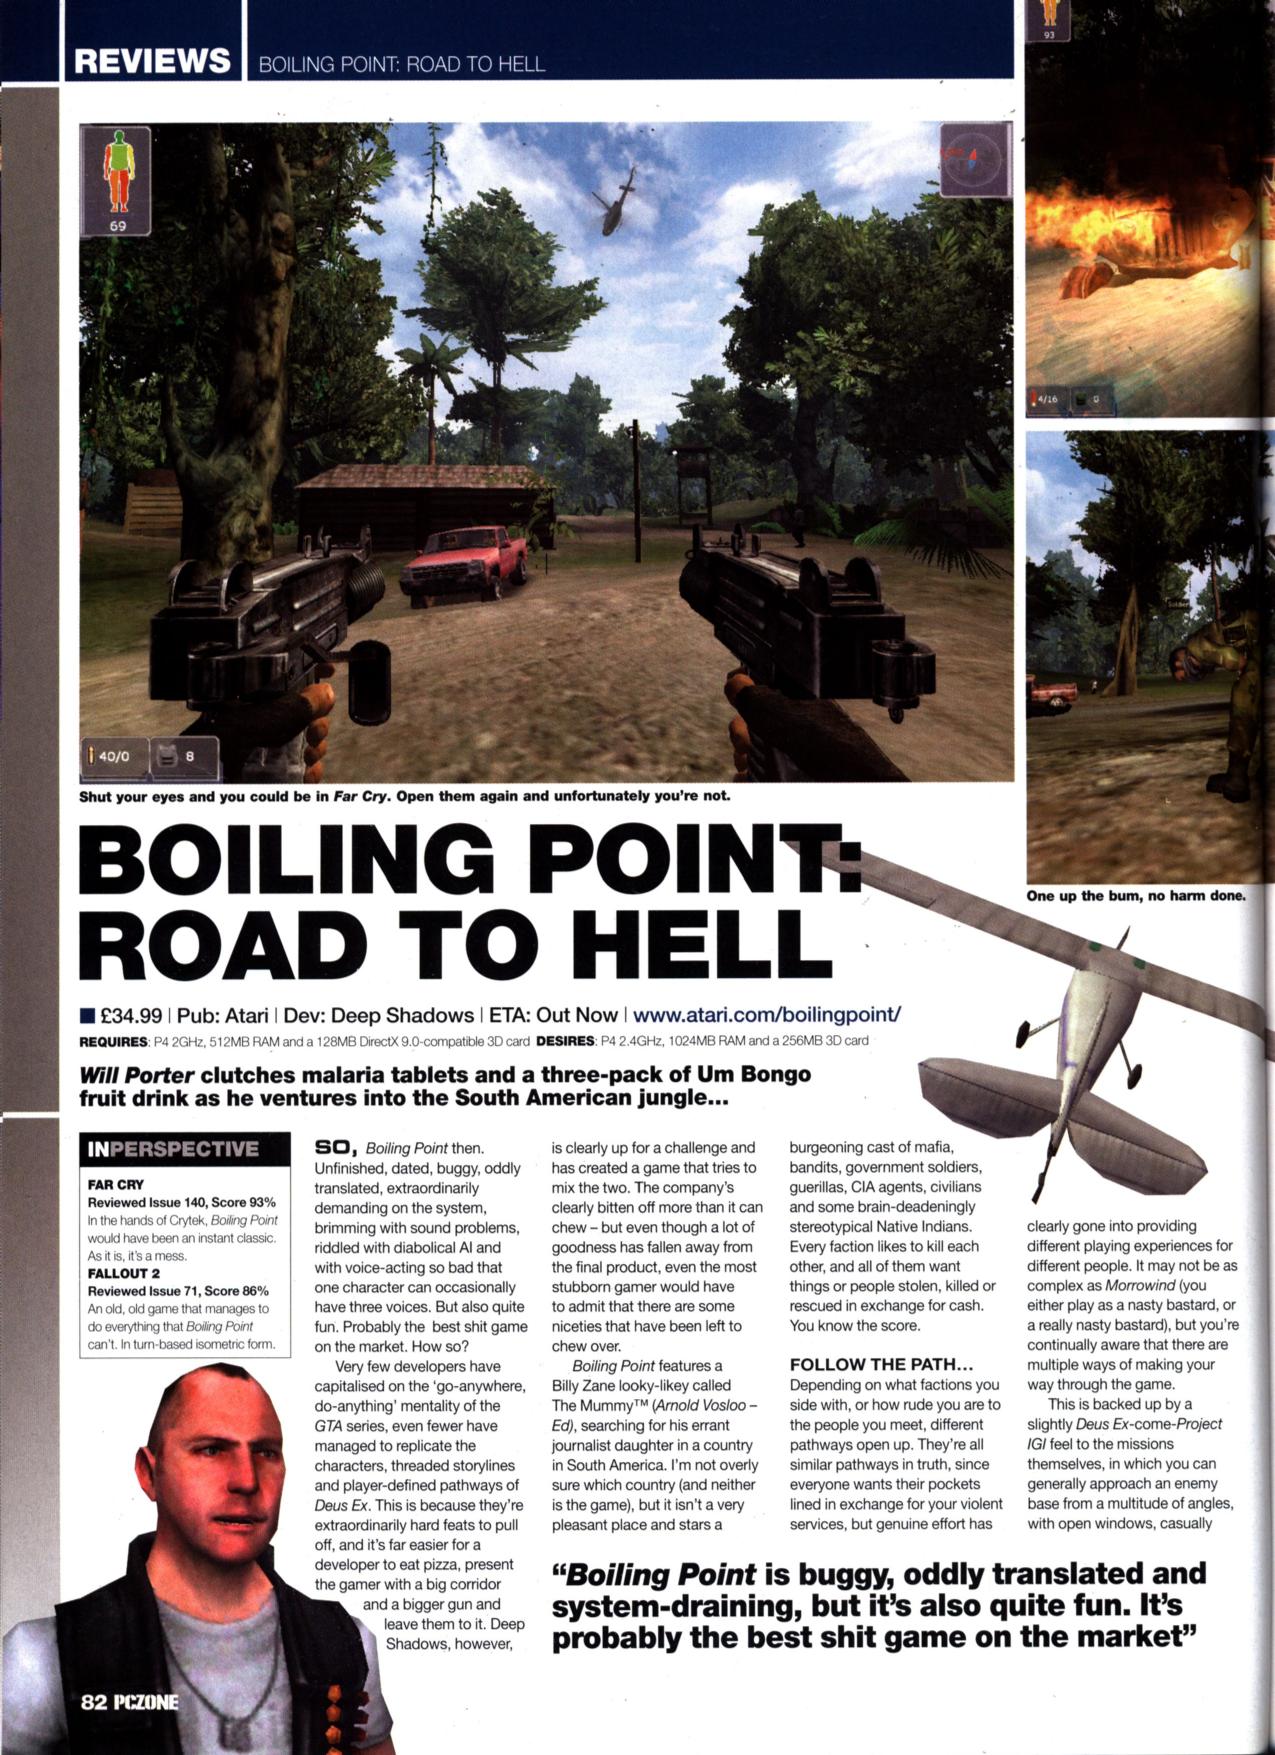 REVIEWS
BOILING POINT: ROAD TO HELL
69
40/0
8
93
4/16
0
Soldier
Shut your eyes and you could be in Far Cry. Open them again and unfortunately you're not.
One up the bum, no harm done.
BOILING POINT:
ROAD TO HELL
£34.99 | Pub: Atari | Dev: Deep Shadows | ETA: Out Now | www.atari.com/boilingpoint/
REQUIRES: P4 2GHz, 512MB RAM and a 128MB DirectX 9.0-compatible 3D card DESIRES: P4 2.4GHz, 1024MB RAM and a 256MB 3D card
Will Porter clutches malaria tablets and a three-pack of Um Bongo
fruit drink as he ventures into the South American jungle...
INPERSPECTIVE
FAR CRY
Reviewed Issue 140, Score 93%
In the hands of Crytek, Boiling Point
would have been an instant classic.
As it is, it's a mess.
FALLOUT 2
Reviewed Issue 71, Score 86%
An old, old game that manages to
do everything that Boiling Point
can't. In turn-based isometric form.
SO, Boiling Point then.
Unfinished, dated, buggy, oddly
translated, extraordinarily
demanding on the system,
brimming with sound problems,
riddled with diabolical AI and
with voice-acting so bad that
one character can occasionally
have three voices. But also quite
fun. Probably the best shit game
on the market. How so?
Very few developers have
capitalised on the 'go-anywhere,
do-anything' mentality of the
GTA series, even fewer have
managed to replicate the
characters, threaded storylines
and player-defined pathways of
Deus Ex. This is because they're
extraordinarily hard feats to pull
off, and it's far easier for a
developer to eat pizza, present
the gamer with a big corridor
and a bigger gun and
leave them to it. Deep
Shadows, however,
is clearly up for a challenge and
has created a game that tries to
mix the two. The company's
clearly bitten off more than it can
chew – but even though a lot of
goodness has fallen away from
the final product, even the most
stubborn gamer would have
to admit that there are some
niceties that have been left to
chew over.
Boiling Point features a
Billy Zane looky-likey called
The Mummy™ (Arnold Vosloo –
Ed), searching for his errant
journalist daughter in a country
in South America. I'm not overly
sure which country (and neither
is the game), but it isn't a very
pleasant place and stars a
burgeoning cast of mafia,
bandits, government soldiers,
guerillas, CIA agents, civilians
and some brain-deadeningly
stereotypical Native Indians.
Every faction likes to kill each
other, and all of them want
things or people stolen, killed or
rescued in exchange for cash.
You know the score.
FOLLOW THE PATH...
Depending on what factions you
side with, or how rude you are to
the people you meet, different
pathways open up. They're all
similar pathways in truth, since
everyone wants their pockets
lined in exchange for your violent
services, but genuine effort has
clearly gone into providing
different playing experiences for
different people. It may not be as
complex as Morrowind (you
either play as a nasty bastard, or
a really nasty bastard), but you're
continually aware that there are
multiple ways of making your
way through the game.
This is backed up by a
slightly Deus Ex-come-Project
IGI feel to the missions
themselves, in which you can
generally approach an enemy
base from a multitude of angles,
with open windows, casually
“Boiling Point is buggy, oddly translated and
system-draining, but it's also quite fun. It's
probably the best shit game on the market”
82 PCZONE